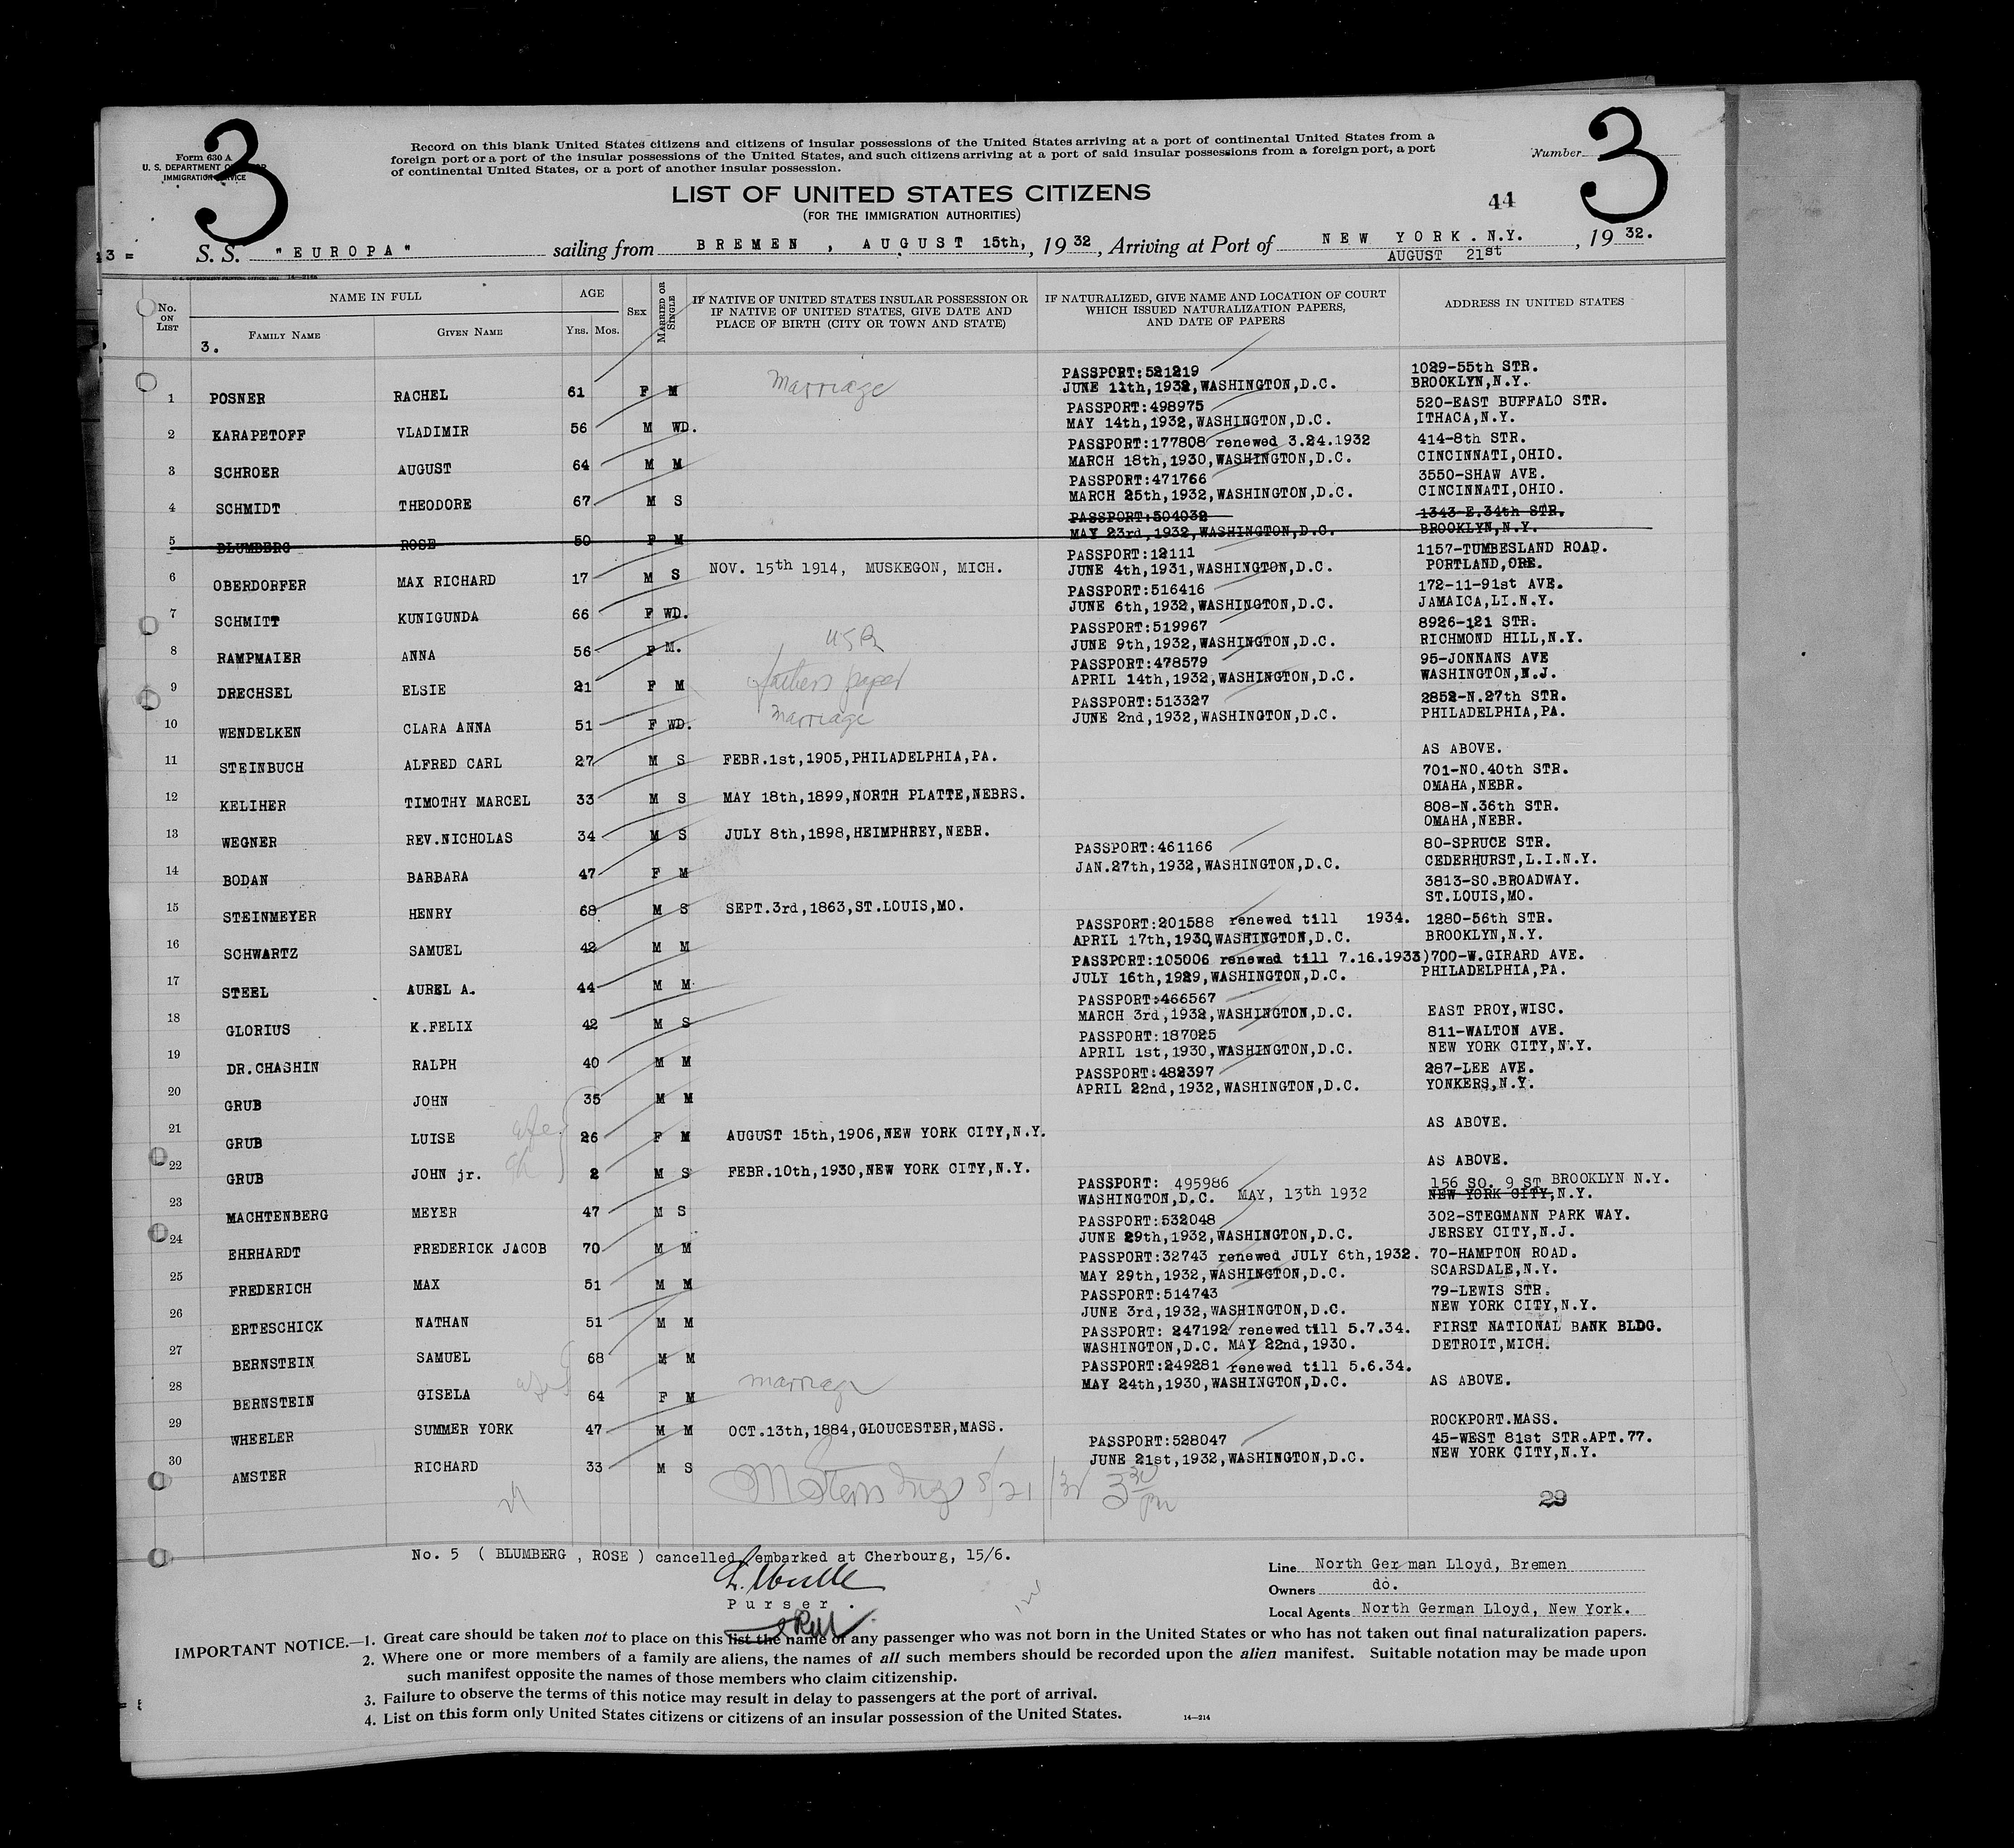 3
3
Form 630 A
U. S. DEPARTMENT OF LABOR
IMMIGRATION SERVICE
Record on this blank United States citizens and citizens of insular possessions of the United States arriving at a port of continental United States from a
foreign port or a port of the insular possessions of the United States, and such citizens arriving at a port of said insular possessions from a foreign port, a port
of continental United States, or a port of another insular possession.
Number
LIST OF UNITED STATES CITIZENS
(FOR THE IMMIGRATION AUTHORITIES)
44
3 =
S. S. "EUROPA" sailing from BREMEN, AUGUST 15th, 1932, Arriving at Port of NEW YORK.N.Y. , 1932.
AUGUST 21st
No. ON LIST
NAME IN FULL
AGE
SEX
MARRIED OR SINGLE
IF NATIVE OF UNITED STATES INSULAR POSSESSION OR IF NATIVE OF UNITED STATES, GIVE DATE AND PLACE OF BIRTH (CITY OR TOWN AND STATE)
IF NATURALIZED, GIVE NAME AND LOCATION OF COURT WHICH ISSUED NATURALIZATION PAPERS, AND DATE OF PAPERS
ADDRESS IN UNITED STATES
3. FAMILY NAME GIVEN NAME YRS. MOS.
PASSPORT:521219 1029-55th STR.
1 POSNER RACHEL 61 F M Marriage JUNE 11th,1932,WASHINGTON,D.C. BROOKLYN,N.Y.
PASSPORT:498975 520-EAST BUFFALO STR.
2 KARAPETOFF VLADIMIR 56 M WD. MAY 14th,1932,WASHINGTON,D.C. ITHACA,N.Y.
PASSPORT:177808 renewed 3.24.1932 414-8th STR.
3 SCHROER AUGUST 64 M M MARCH 18th,1930,WASHINGTON,D.C. CINCINNATI,OHIO.
PASSPORT:471766 3550-SHAW AVE.
4 SCHMIDT THEODORE 67 M S MARCH 25th,1932,WASHINGTON,D.C. CINCINNATI,OHIO.
PASSPORT:504032 1343-E.34th STR.
5 BLUMBERG ROSE 50 F M MAY 23rd,1932,WASHINGTON,D.C. BROOKLYN,N.Y.
PASSPORT:12111 1157-TUMBESLAND ROAD.
6 OBERDORFER MAX RICHARD 17 M S NOV. 15th 1914, MUSKEGON, MICH. JUNE 4th,1931,WASHINGTON,D.C. PORTLAND,ORE.
PASSPORT:516416 172-11-91st AVE.
7 SCHMITT KUNIGUNDA 66 F WD. JUNE 6th,1932,WASHINGTON,D.C. JAMAICA,LI.N.Y.
PASSPORT:519967 8926-121 STR.
8 RAMPMAIER ANNA 56 F M. JUNE 9th,1932,WASHINGTON,D.C. RICHMOND HILL,N.Y.
PASSPORT:478579 95-JONNANS AVE
9 DRECHSEL ELSIE 21 F M fathers paper APRIL 14th,1932,WASHINGTON,D.C. WASHINGTON,N.J.
PASSPORT:513327 2852-N.27th STR.
10 WENDELKEN CLARA ANNA 51 F WD. marriage JUNE 2nd,1932,WASHINGTON,D.C. PHILADELPHIA,PA.
11 STEINBUCH ALFRED CARL 27 M S FEBR.1st,1905,PHILADELPHIA,PA. AS ABOVE.
701-NO.40th STR.
12 KELIHER TIMOTHY MARCEL 33 M S MAY 18th,1899,NORTH PLATTE,NEBRS. OMAHA,NEBR.
808-N.36th STR.
13 WEGNER REV.NICHOLAS 34 M S JULY 8th,1898,HEIMPHREY,NEBR. OMAHA,NEBR.
PASSPORT:461166 80-SPRUCE STR.
14 BODAN BARBARA 47 F M JAN.27th,1932,WASHINGTON,D.C. CEDERHURST,L.I.N.Y.
3813-SO.BROADWAY.
15 STEINMEYER HENRY 68 M S SEPT.3rd,1863,ST.LOUIS,MO. ST.LOUIS,MO.
PASSPORT:201588 renewed till 1934. 1280-56th STR.
16 SCHWARTZ SAMUEL 42 M M APRIL 17th,1930,WASHINGTON,D.C. BROOKLYN,N.Y.
PASSPORT:105006 renewed till 7.16.1933)700-W.GIRARD AVE.
17 STEEL AUREL A. 44 M M JULY 16th,1929,WASHINGTON,D.C. PHILADELPHIA,PA.
PASSPORT:466567
18 GLORIUS K.FELIX 42 M S MARCH 3rd,1932,WASHINGTON,D.C. EAST PROY,WISC.
PASSPORT:187025 811-WALTON AVE.
19 DR.CHASHIN RALPH 40 M M APRIL 1st,1930,WASHINGTON,D.C. NEW YORK CITY,N.Y.
PASSPORT:482397 287-LEE AVE.
20 GRUB JOHN 35 M M APRIL 22nd,1932,WASHINGTON,D.C. YONKERS,N.Y.
21 GRUB LUISE wife 26 F M AUGUST 15th,1906,NEW YORK CITY,N.Y. AS ABOVE.
22 GRUB JOHN jr. ch 2 M S FEBR.10th,1930,NEW YORK CITY,N.Y. AS ABOVE.
PASSPORT: 495986 156 SO. 9 ST BROOKLYN N.Y.
23 MACHTENBERG MEYER 47 M S WASHINGTON,D.C. MAY, 13th 1932 NEW YORK CITY,N.Y.
PASSPORT:532048 302-STEGMANN PARK WAY.
24 EHRHARDT FREDERICK JACOB 70 M M JUNE 29th,1932,WASHINGTON,D.C. JERSEY CITY,N.J.
PASSPORT:32743 renewed JULY 6th,1932. 70-HAMPTON ROAD.
25 FREDERICH MAX 51 M M MAY 29th,1932,WASHINGTON,D.C. SCARSDALE,N.Y.
PASSPORT:514743 79-LEWIS STR.
26 ERTESCHICK NATHAN 51 M M JUNE 3rd,1932,WASHINGTON,D.C. NEW YORK CITY,N.Y.
PASSPORT: 247192 renewed till 5.7.34. FIRST NATIONAL BANK BLDG.
27 BERNSTEIN SAMUEL 68 M M WASHINGTON,D.C. MAY 22nd,1930. DETROIT,MICH.
PASSPORT:249281 renewed till 5.6.34.
28 BERNSTEIN GISELA wife 64 F M marriage MAY 24th,1930,WASHINGTON,D.C. AS ABOVE.
29 WHEELER SUMMER YORK 47 M M OCT.13th,1884,GLOUCESTER,MASS. ROCKPORT.MASS.
PASSPORT:528047 45-WEST 81st STR.APT.77.
30 AMSTER RICHARD 33 M S JUNE 21st,1932,WASHINGTON,D.C. NEW YORK CITY,N.Y.
8/21/32 3 30 pm
29
No. 5 ( BLUMBERG , ROSE ) cancelled, embarked at Cherbourg, 15/6.
Purser.
Line North German Lloyd, Bremen
Owners do.
Local Agents North German Lloyd, New York.
IMPORTANT NOTICE.—1. Great care should be taken not to place on this list the name of any passenger who was not born in the United States or who has not taken out final naturalization papers.
2. Where one or more members of a family are aliens, the names of all such members should be recorded upon the alien manifest. Suitable notation may be made upon
such manifest opposite the names of those members who claim citizenship.
3. Failure to observe the terms of this notice may result in delay to passengers at the port of arrival.
4. List on this form only United States citizens or citizens of an insular possession of the United States.
14—214